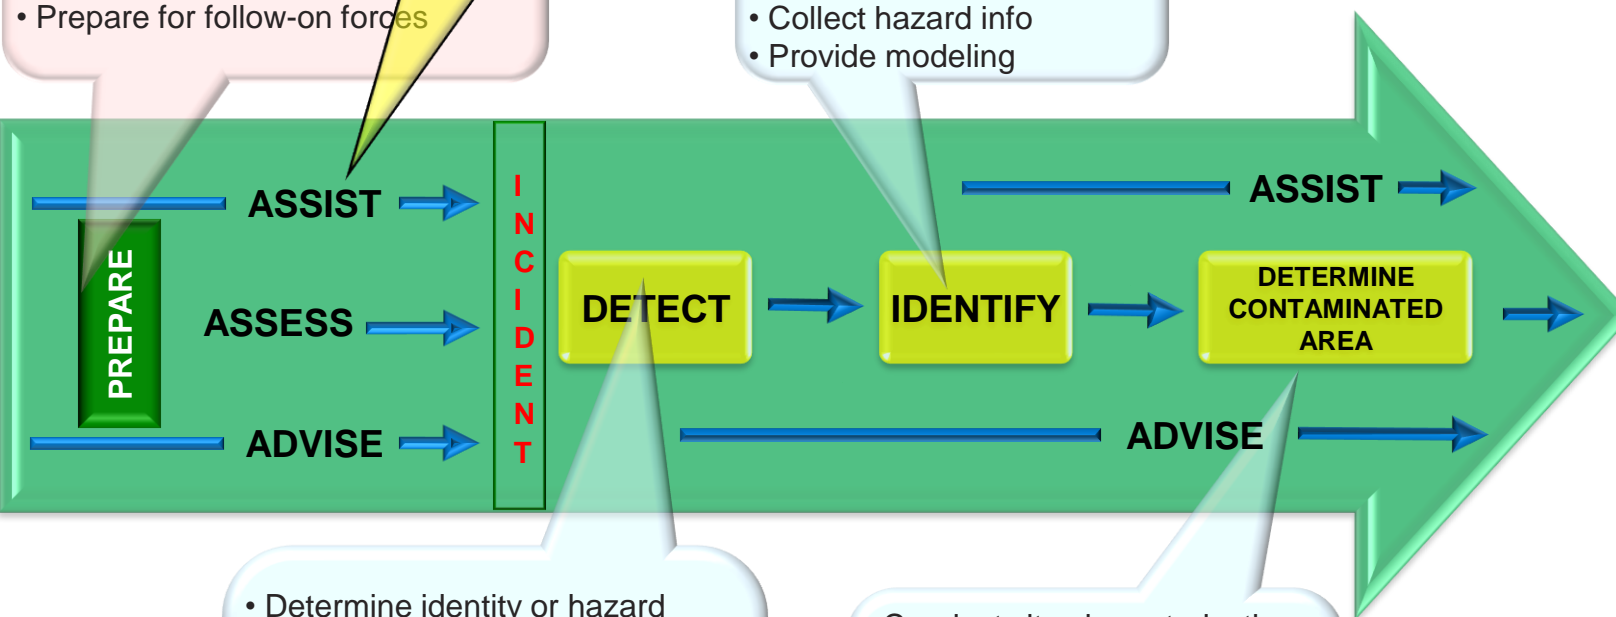 • Prepare for follow-on forces
• Collect hazard info
• Provide modeling
ASSIST
PREPARE
ASSESS
ADVISE
INCIDENT
DETECT
IDENTIFY
ASSIST
DETERMINE
CONTAMINATED
AREA
ADVISE
• Determine identity or hazard